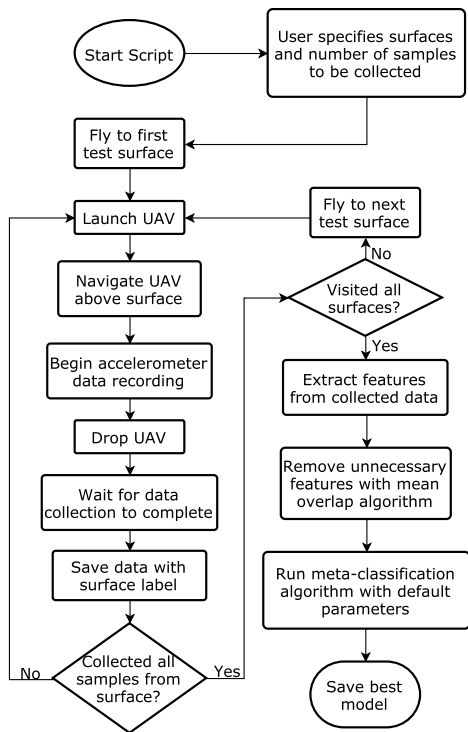 Start Script
User specifies surfaces
and number of samples
to be collected
Fly to first
test surface
Launch UAV
Navigate UAV
above surface
Begin accelerometer
data recording
Drop UAV
Wait for data
collection to complete
Save data with
surface label
Collected all
samples from
surface?
No
Yes
Fly to next
test surface
No
Visited all
surfaces?
Yes
Extract features
from collected data
Remove unnecessary
features with mean
overlap algorithm
Run meta-classification
algorithm with default
parameters
Save best
model